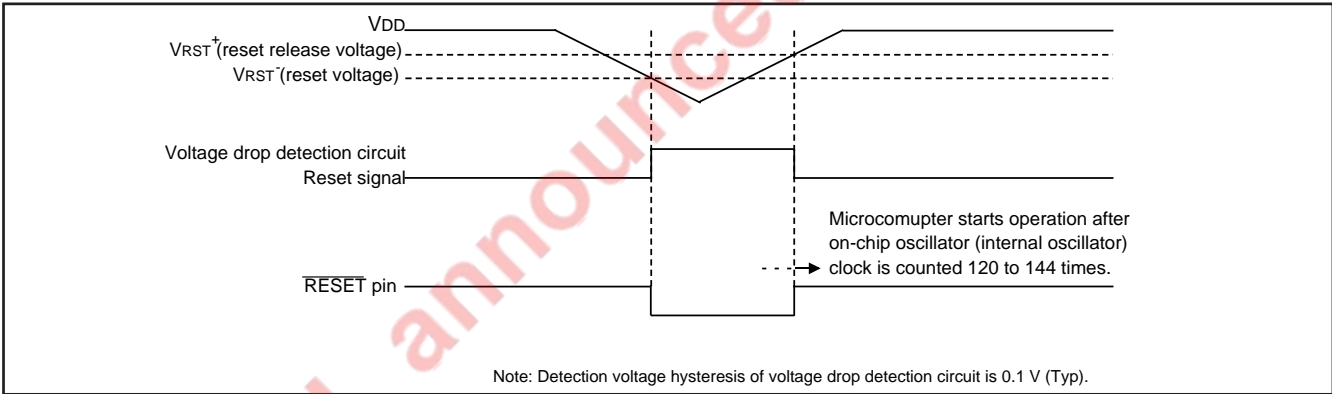 VDD
VRST+(reset release voltage)
VRST-(reset voltage)
Voltage drop detection circuit
Reset signal
Microcomupter starts operation after
on-chip oscillator (internal oscillator)
clock is counted 120 to 144 times.
RESET pin
Note: Detection voltage hysteresis of voltage drop detection circuit is 0.1 V (Typ).
announce